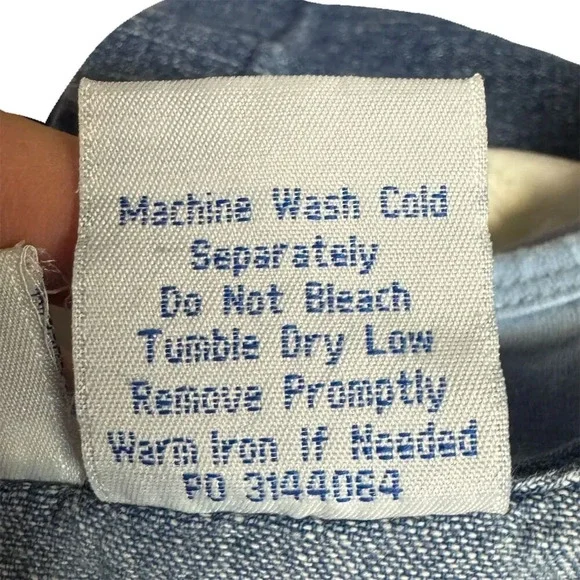 Machine Wash Cold
Separately
Do Not Bleach
Tumble Dry Low
Remove Promptly
Warm Iron If Needed
PO 3144064